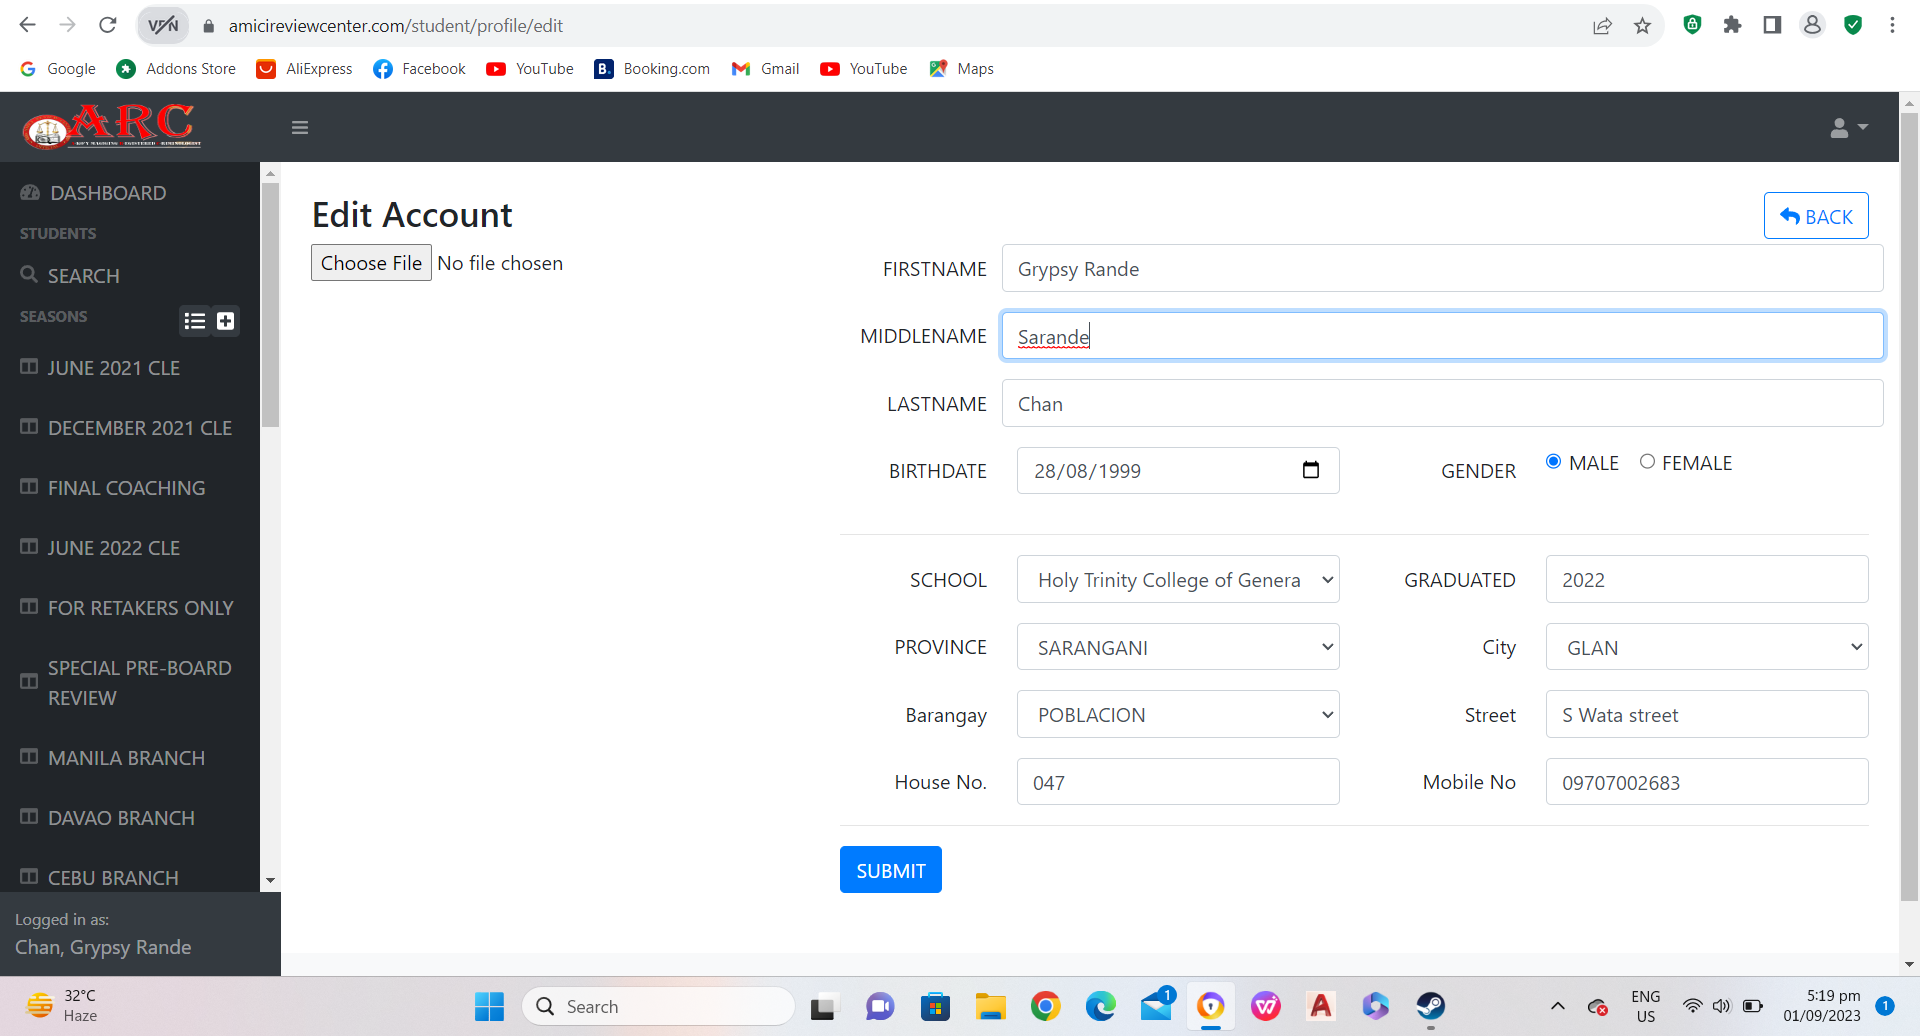 VPN amicireviewcenter.com/student/profile/edit
Google Addons Store AliExpress Facebook YouTube B. Booking.com Gmail YouTube Maps
ARC
DASHBOARD
STUDENTS
SEARCH
SEASONS
JUNE 2021 CLE
DECEMBER 2021 CLE
FINAL COACHING
JUNE 2022 CLE
FOR RETAKERS ONLY
SPECIAL PRE-BOARD
REVIEW
MANILA BRANCH
DAVAO BRANCH
CEBU BRANCH
Logged in as:
Chan, Grypsy Rande
Edit Account
BACK
Choose File No file chosen
FIRSTNAME Grypsy Rande
MIDDLENAME Sarande
LASTNAME Chan
BIRTHDATE 28/08/1999 GENDER MALE FEMALE
SCHOOL Holy Trinity College of Genera GRADUATED 2022
PROVINCE SARANGANI City GLAN
Barangay POBLACION Street S Wata street
House No. 047 Mobile No 09707002683
SUBMIT
32°C
Haze
Search
1
ENG
US
5:19 pm
01/09/2023
1